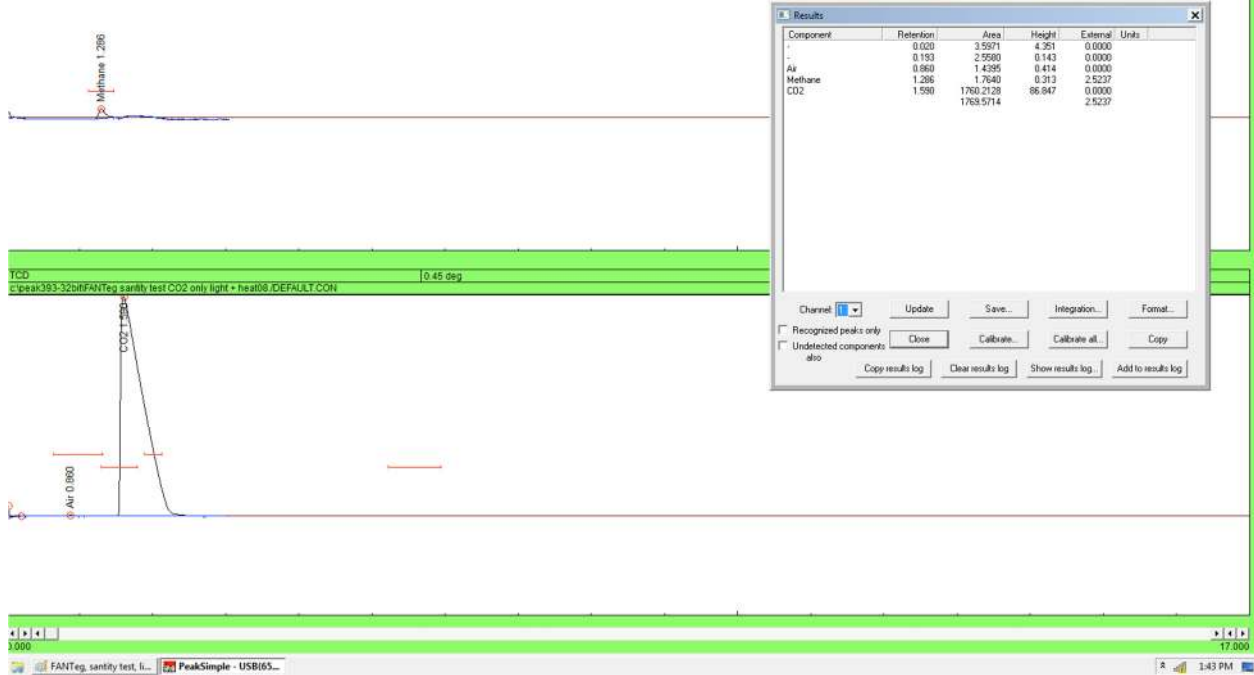 Methane 1.286
Results
Component Retention Area Height External Units
- 0.020 3.5971 4.351 0.0000
- 0.193 2.5580 0.143 0.0000
Air 0.860 1.4395 0.414 0.0000
Methane 1.286 1.7640 0.313 2.5237
CO2 1.590 1760.2128 86.847 0.0000
1769.5714 2.5237
Channel: 1 Update Save... Integration... Format...
Recognized peaks only
Close Calibrate... Calibrate all... Copy
Undetected components
also
Copy results log Clear results log Show results log... Add to results log
TCD 0.45 deg
c:\peak393-32bit\FANTeg santity test CO2 only light + heat08 /DEFAULT.CON
CO2 1.590
Air 0.860
17.000
FANTeg, santity test, li... PeakSimple - USB(65... 1:43 PM